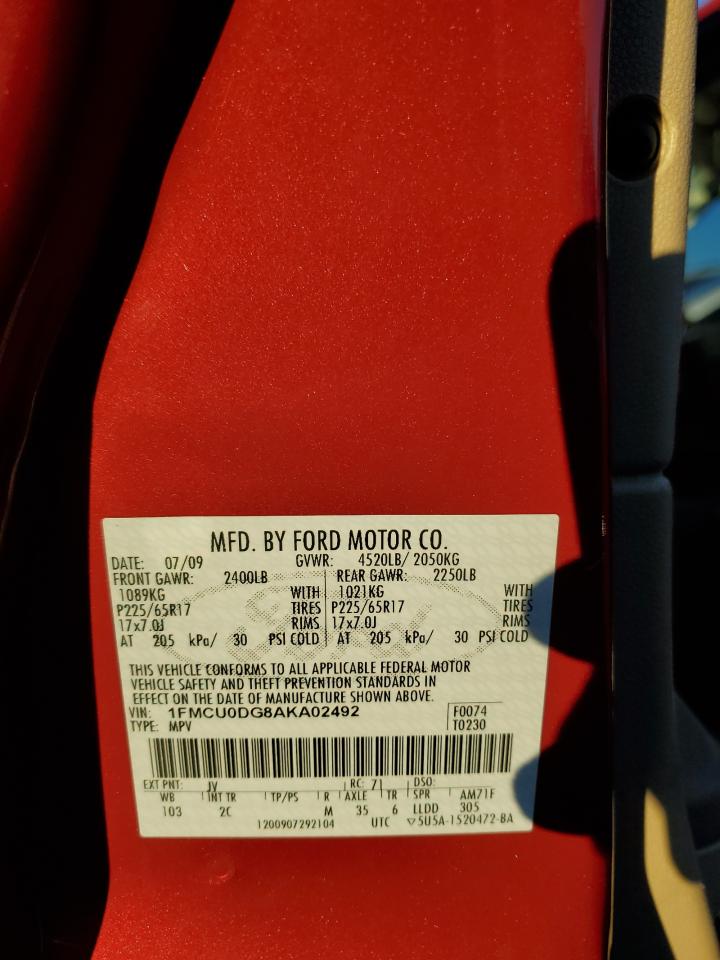 MFD. BY FORD MOTOR CO.
DATE: 07/09 GVWR: 4520LB/ 2050KG
FRONT GAWR: 2400LB REAR GAWR: 2250LB
1089KG WITH 1021KG WITH
P225/65R17 TIRES P225/65R17 TIRES
17x7.0J RIMS 17x7.0J RIMS
AT 205 kPa/ 30 PSI COLD AT 205 kPa/ 30 PSI COLD
THIS VEHICLE CONFORMS TO ALL APPLICABLE FEDERAL MOTOR
VEHICLE SAFETY AND THEFT PREVENTION STANDARDS IN
EFFECT ON THE DATE OF MANUFACTURE SHOWN ABOVE.
VIN: 1FMCU0DG8AKA02492 F0074
TYPE: MPV T0230
EXT PNT: JV RC: 71 DSO:
WB INT TR TP/PS R AXLE TR SPR AM71F
103 2C M 35 6 LLDD 305
1200907292104 UTC ▽5U5A-1520472-BA